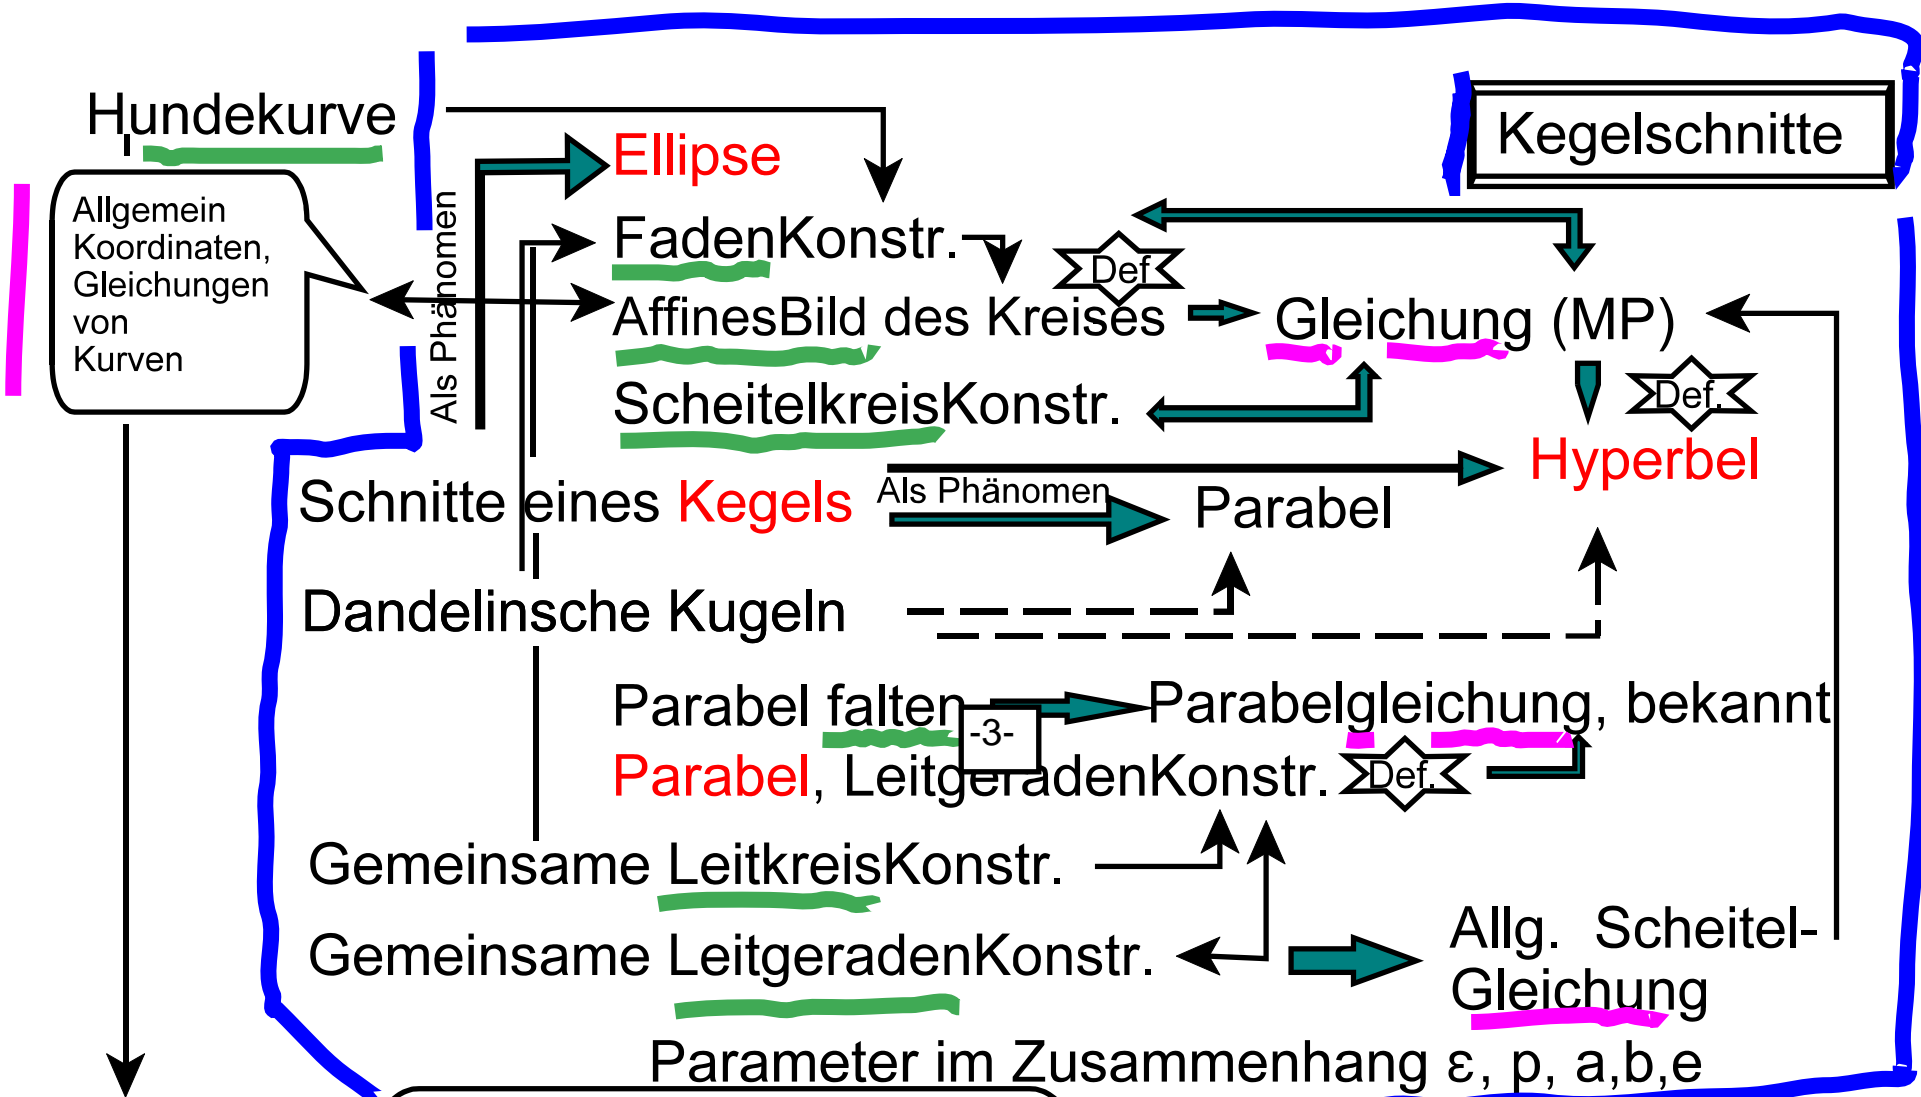 Hundekurve
Kegelschnitte
Ellipse
Allgemein
Koordinaten,
Gleichungen
von
Kurven
Als Phänomen
FadenKonstr.
Def
AffinesBild des Kreises
Gleichung (MP)
ScheitelkreisKonstr.
Def.
Hyperbel
Schnitte eines Kegels
Als Phänomen
Parabel
Dandelinsche Kugeln
Parabel falten
Parabelgleichung, bekannt
-3-
Parabel, LeitgeradenKonstr.
Def.
Gemeinsame LeitkreisKonstr.
Gemeinsame LeitgeradenKonstr.
Allg. Scheitel-
Gleichung
Parameter im Zusammenhang ε, p, a,b,e